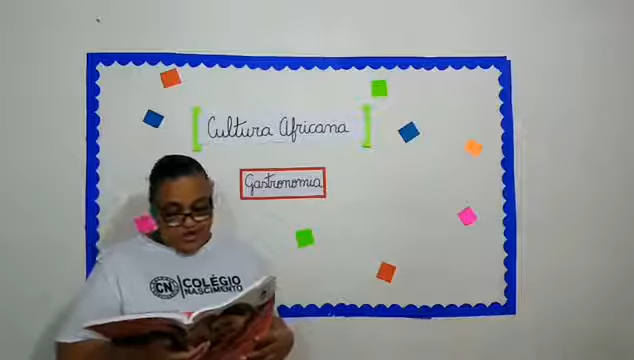 Cultura Africana
Gastronomia
CN
COLÉGIO
NASCIMENTO